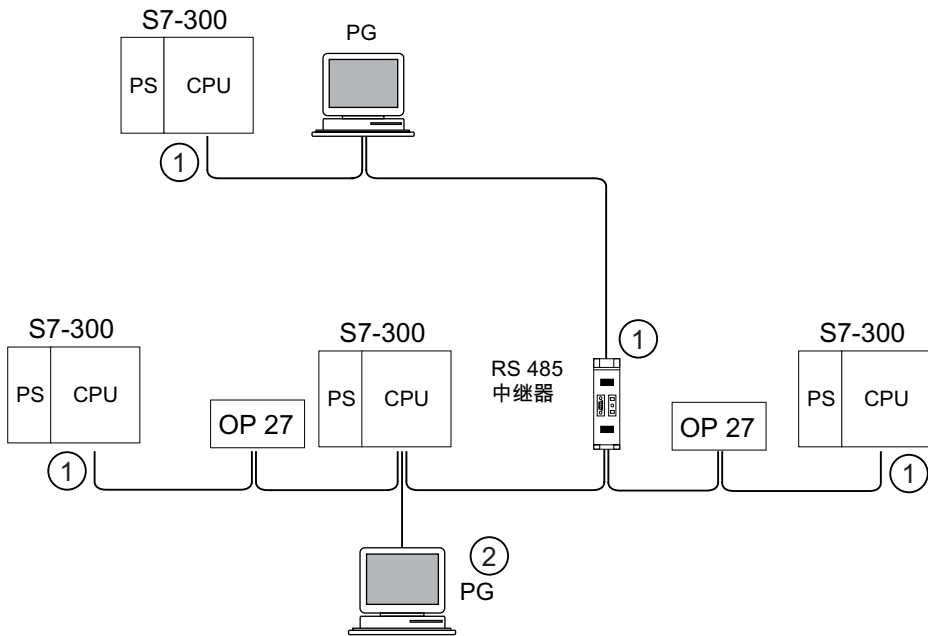 S7-300
PS
CPU
PG
①
S7-300
PS
CPU
①
OP 27
S7-300
PS
CPU
RS 485
中继器
①
OP 27
S7-300
PS
CPU
①
②
PG